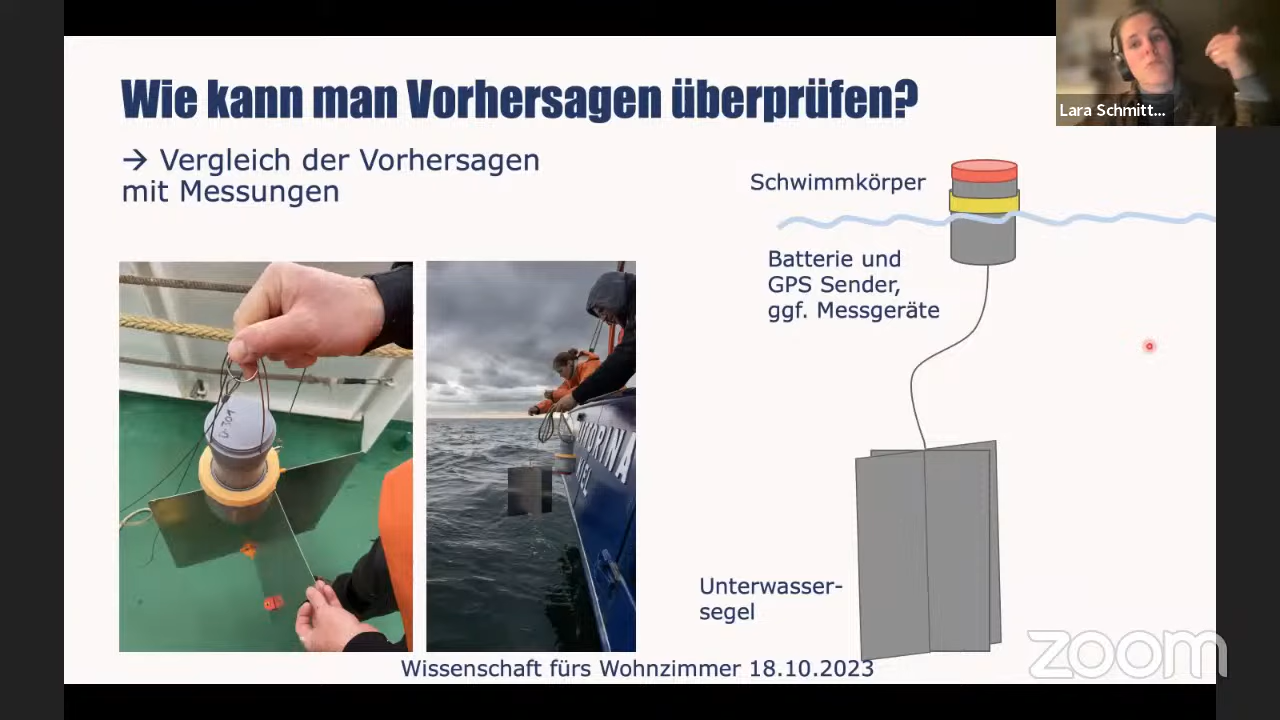 Wie kann man Vorhersagen überprüfen?
→ Vergleich der Vorhersagen
mit Messungen
Lara Schmitt...
Schwimmkörper
Batterie und
GPS Sender,
ggf. Messgeräte
Unterwasser-
segel
Wissenschaft fürs Wohnzimmer 18.10.2023
zoom